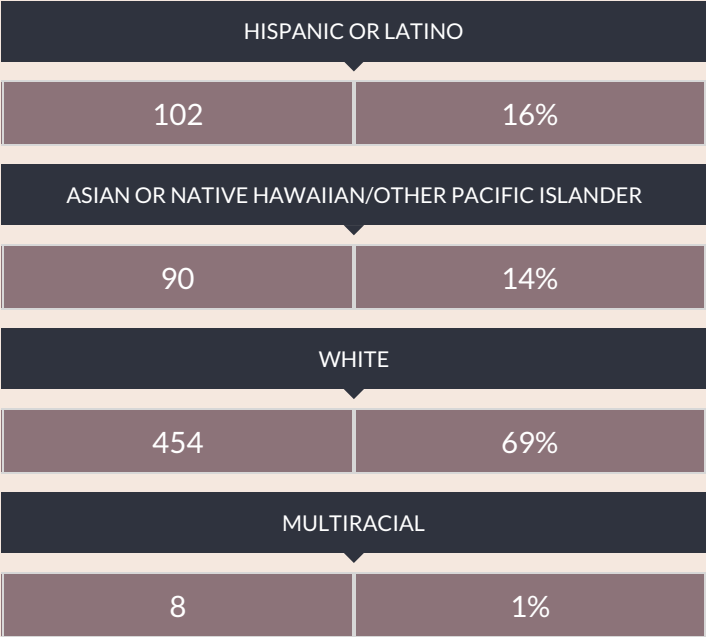 HISPANIC OR LATINO
102 16%
ASIAN OR NATIVE HAWAIIAN/OTHER PACIFIC ISLANDER
90 14%
WHITE
454 69%
MULTIRACIAL
8 1%